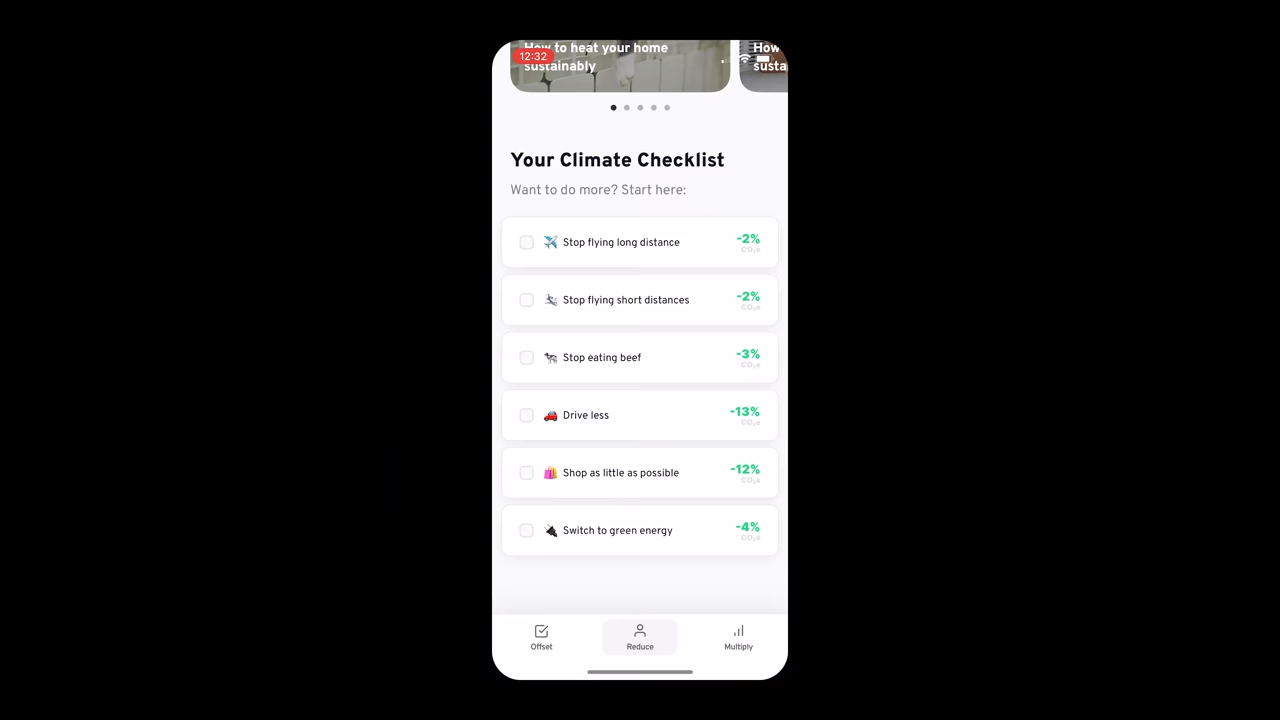 12:32
How to heat your home
sustainably
How
susta
Your Climate Checklist
Want to do more? Start here:
Stop flying long distance
-2%
CO₂e
Stop flying short distances
-2%
CO₂e
Stop eating beef
-3%
CO₂e
Drive less
-13%
CO₂e
Shop as little as possible
-12%
CO₂e
Switch to green energy
-4%
CO₂e
Offset
Reduce
Multiply